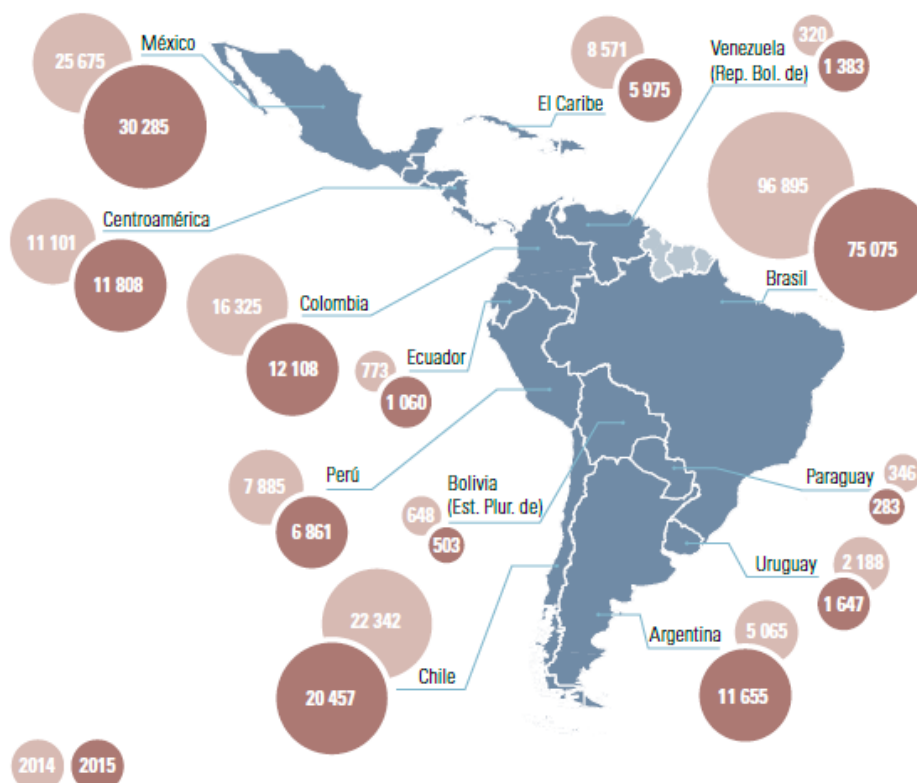 México
25 675
30 285
8 571
5 975
El Caribe
Venezuela
(Rep. Bol. de)
320
1 383
96 895
75 075
Brasil
Centroamérica
11 101
11 808
Colombia
16 325
12 108
Ecuador
773
1 060
Perú
7 885
6 861
Bolivia
(Est. Plur. de)
648
503
Paraguay
346
283
Uruguay
2 188
1 647
Chile
22 342
20 457
Argentina
5 065
11 655
2014
2015